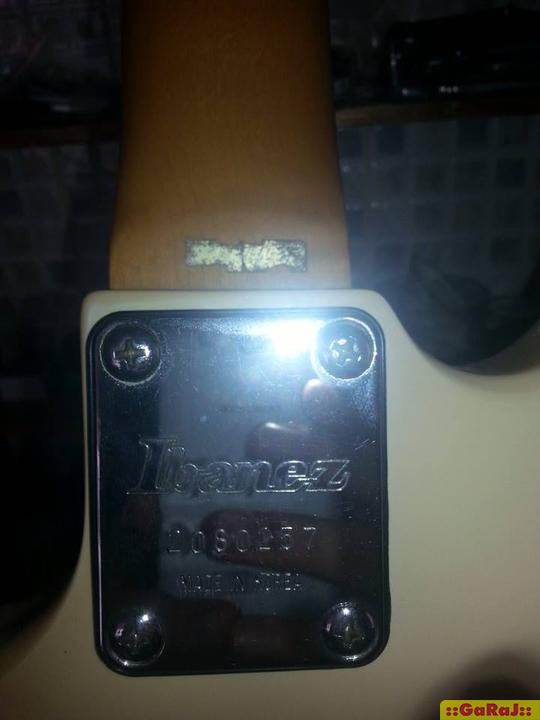 Ibanez
2080257
MADE IN KOREA
::GaRaJ::